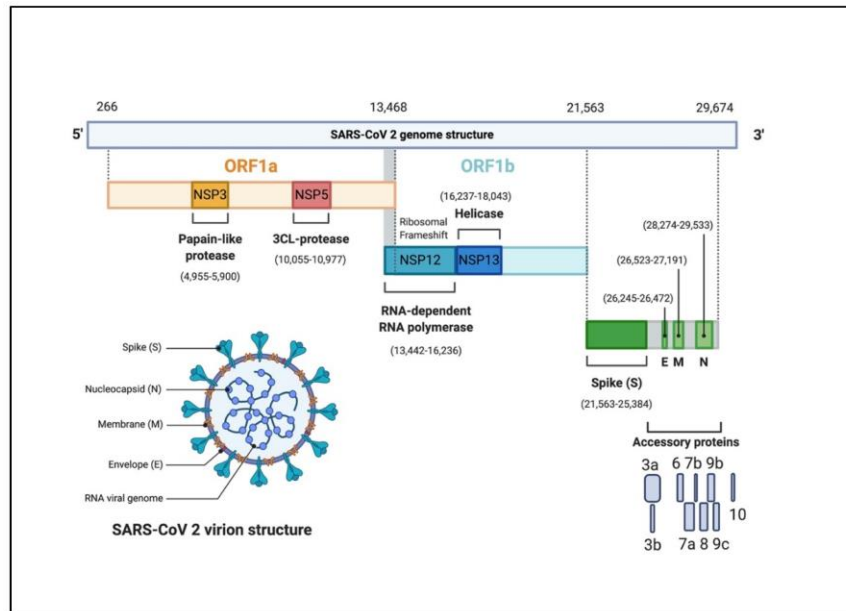 266 13,468 21,563 29,674
5' SARS-CoV 2 genome structure 3'
ORF1a ORF1b
NSP3 NSP5
(16,237-18,043)
Helicase
Papain-like
protease
(4,955-5,900)
3CL-protease
(10,055-10,977)
Ribosomal
Frameshift
NSP12 NSP13
RNA-dependent
RNA polymerase
(13,442-16,236)
(28,274-29,533)
(26,523-27,191)
(26,245-26,472)
E M N
Spike (S)
(21,563-25,384)
Accessory proteins
3a 6 7b 9b
10
3b 7a 8 9c
Spike (S)
Nucleocapsid (N)
Membrane (M)
Envelope (E)
RNA viral genome
SARS-CoV 2 virion structure